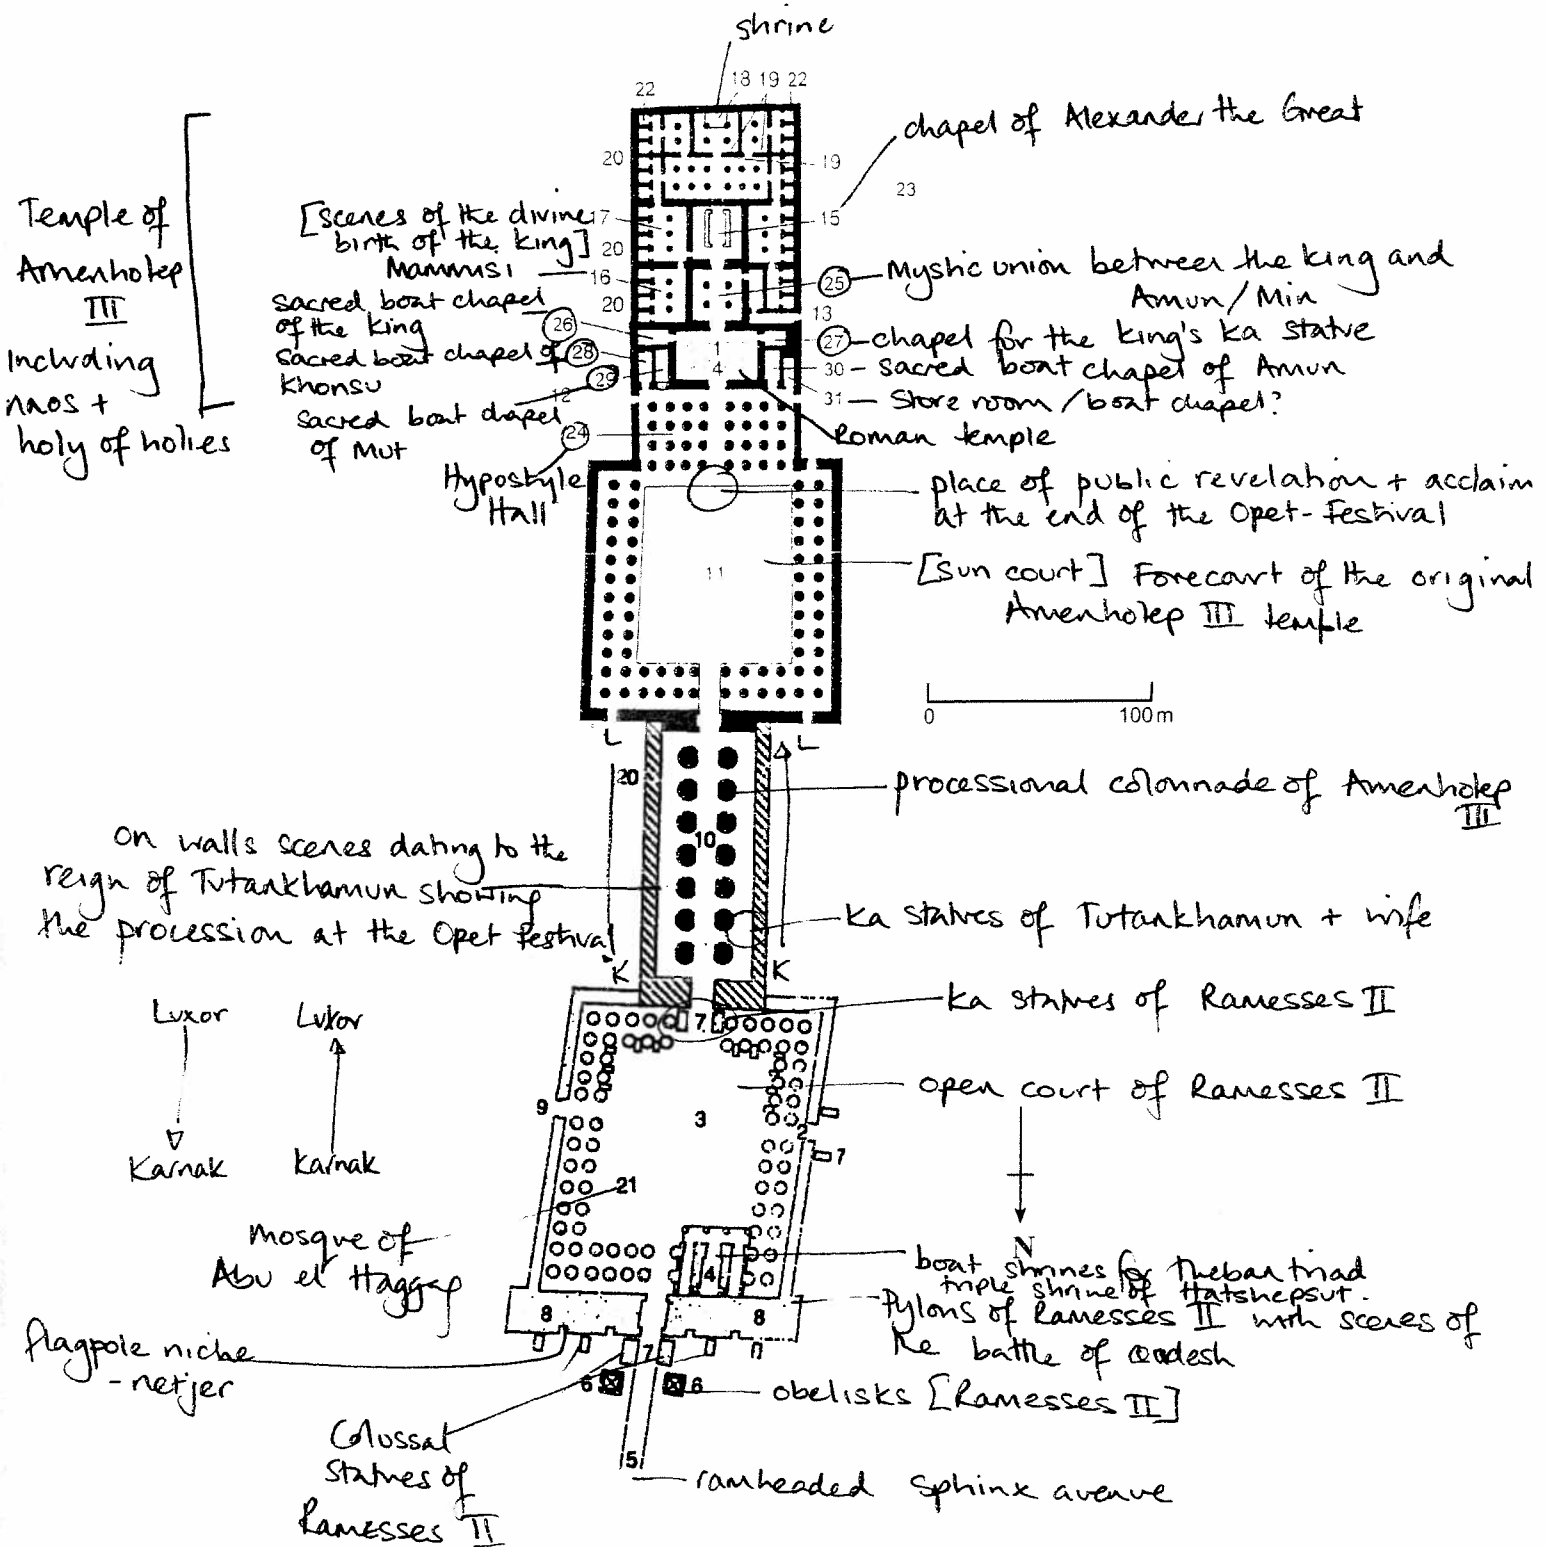 shrine
22
18 19 22
chapel of Alexander the Great
20
19
23
Temple of
Amenhotep
III
Including
naos +
holy of holies
[scenes of the divine
birth of the king]
17
15
20
Mammisi
16
25
Mystic union between the king and
Amun/Min
20
13
sacred boat chapel
of the king
26
1
27
chapel for the king's ka statue
sacred boat chapel of
Khonsu
28
4
30 - sacred boat chapel of Amun
29
12
31 - Store room/boat chapel?
sacred boat chapel
of Mut
24
Roman temple
Hypostyle
Hall
place of public revelation + acclaim
at the end of the Opet-Festival
11
[sun court] Forecourt of the original
Amenhotep III temple
0
100m
L
L
20
processional colonnade of Amenhotep
III
10
On walls scenes dating to the
reign of Tutankhamun showing
the procession at the Opet Festival
Ka statues of Tutankhamun + wife
K
K
Ka statues of Ramesses II
7
Luxor
Luxor
Karnak
Karnak
open court of Ramesses II
9
3
2
7
21
N
Mosque of
Abu el Haggag
4
boat shrines for Theban triad
triple shrine of Hatshepsut.
8
8
Pylons of Ramesses II with scenes of
the battle of Qadesh
flagpole niche
- netjer
7
6
6
obelisks [Ramesses II]
Colossal
statues of
Ramesses II
5
ramheaded sphinx avenue